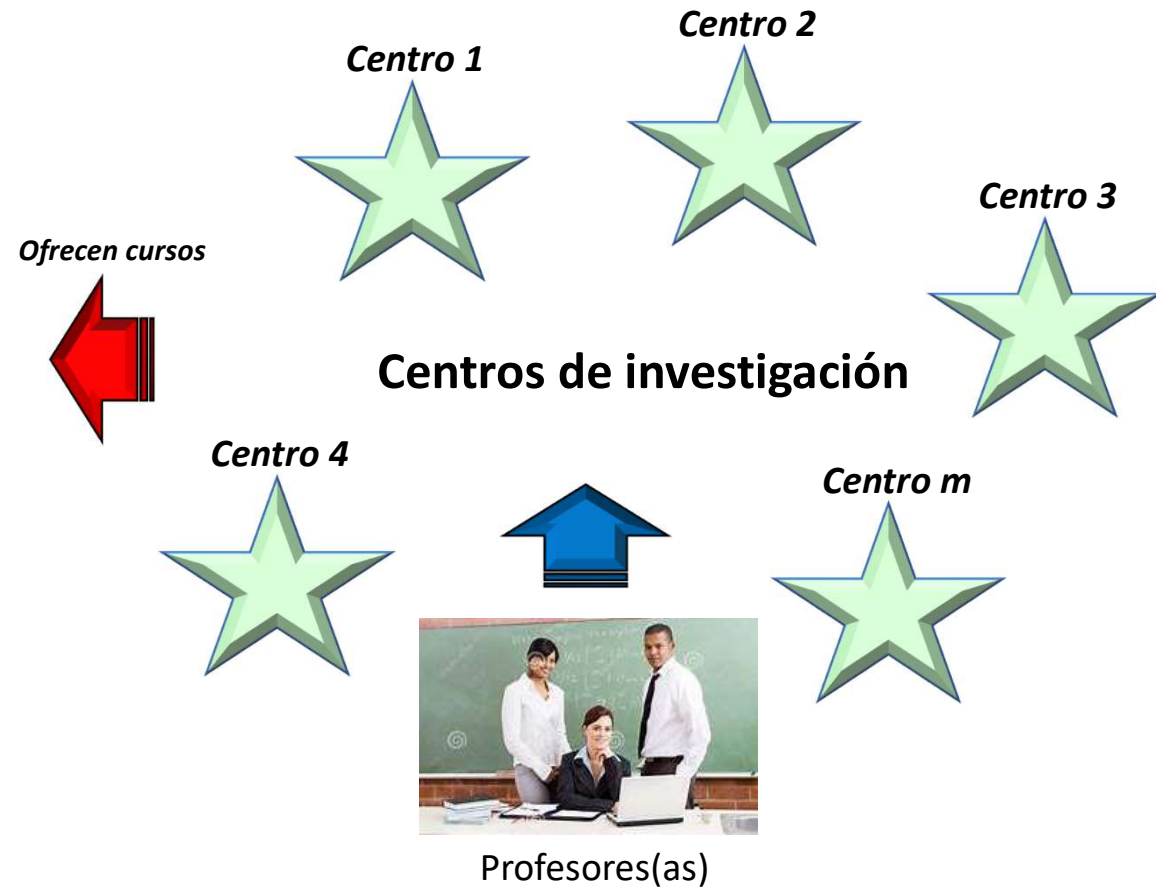 Centro 2
Centro 1
Centro 3
Ofrecen cursos
Centros de investigación
Centro 4
Centro m
Profesores(as)